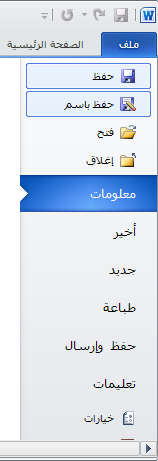 W
ملف الصفحة الرئيسية
حفظ
حفظ باسم
فتح
إغلاق
معلومات
أخير
جديد
طباعة
حفظ وإرسال
تعليمات
خيارات